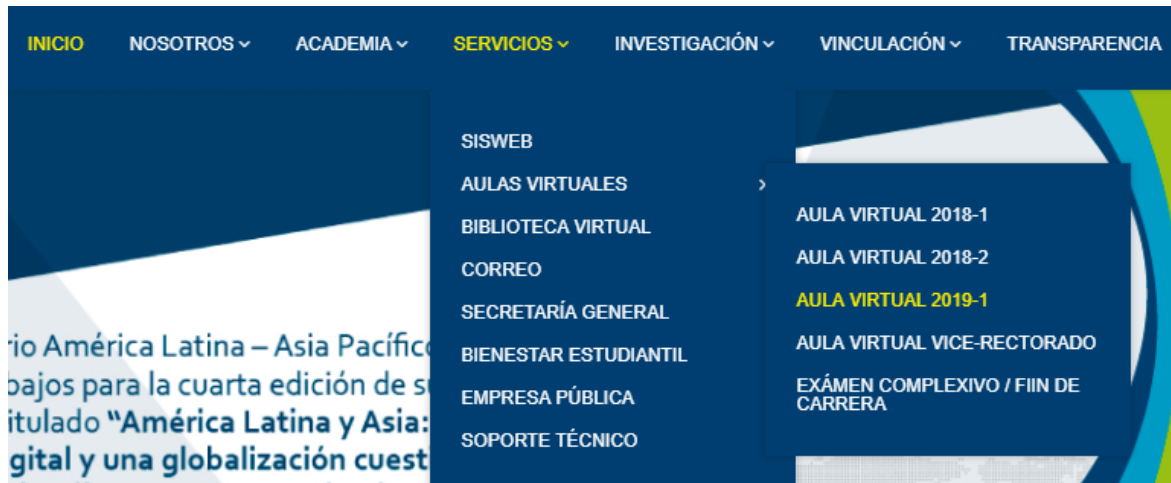 INICIO NOSOTROS ACADEMIA SERVICIOS INVESTIGACIÓN VINCULACIÓN TRANSPARENCIA
SISWEB
AULAS VIRTUALES
BIBLIOTECA VIRTUAL
CORREO
SECRETARÍA GENERAL
BIENESTAR ESTUDIANTIL
EMPRESA PÚBLICA
SOPORTE TÉCNICO
AULA VIRTUAL 2018-1
AULA VIRTUAL 2018-2
AULA VIRTUAL 2019-1
AULA VIRTUAL VICE-RECTORADO
EXÁMEN COMPLEXIVO / FIIN DE
CARRERA
rio América Latina – Asia Pacífico
bajos para la cuarta edición de su
itulado "América Latina y Asia:
gital y una globalización cuesti